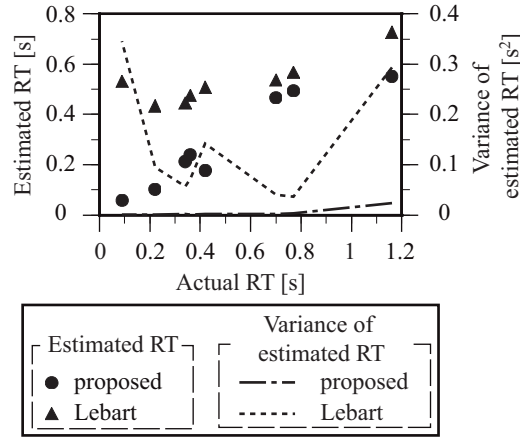 0.8
0.6
0.4
0.2
0
Estimated RT [s]
0.4
0.3
0.2
0.1
0
Variance of
estimated RT [s²]
0 0.2 0.4 0.6 0.8 1 1.2
Actual RT [s]
Estimated RT
proposed
Lebart
Variance of
estimated RT
proposed
Lebart